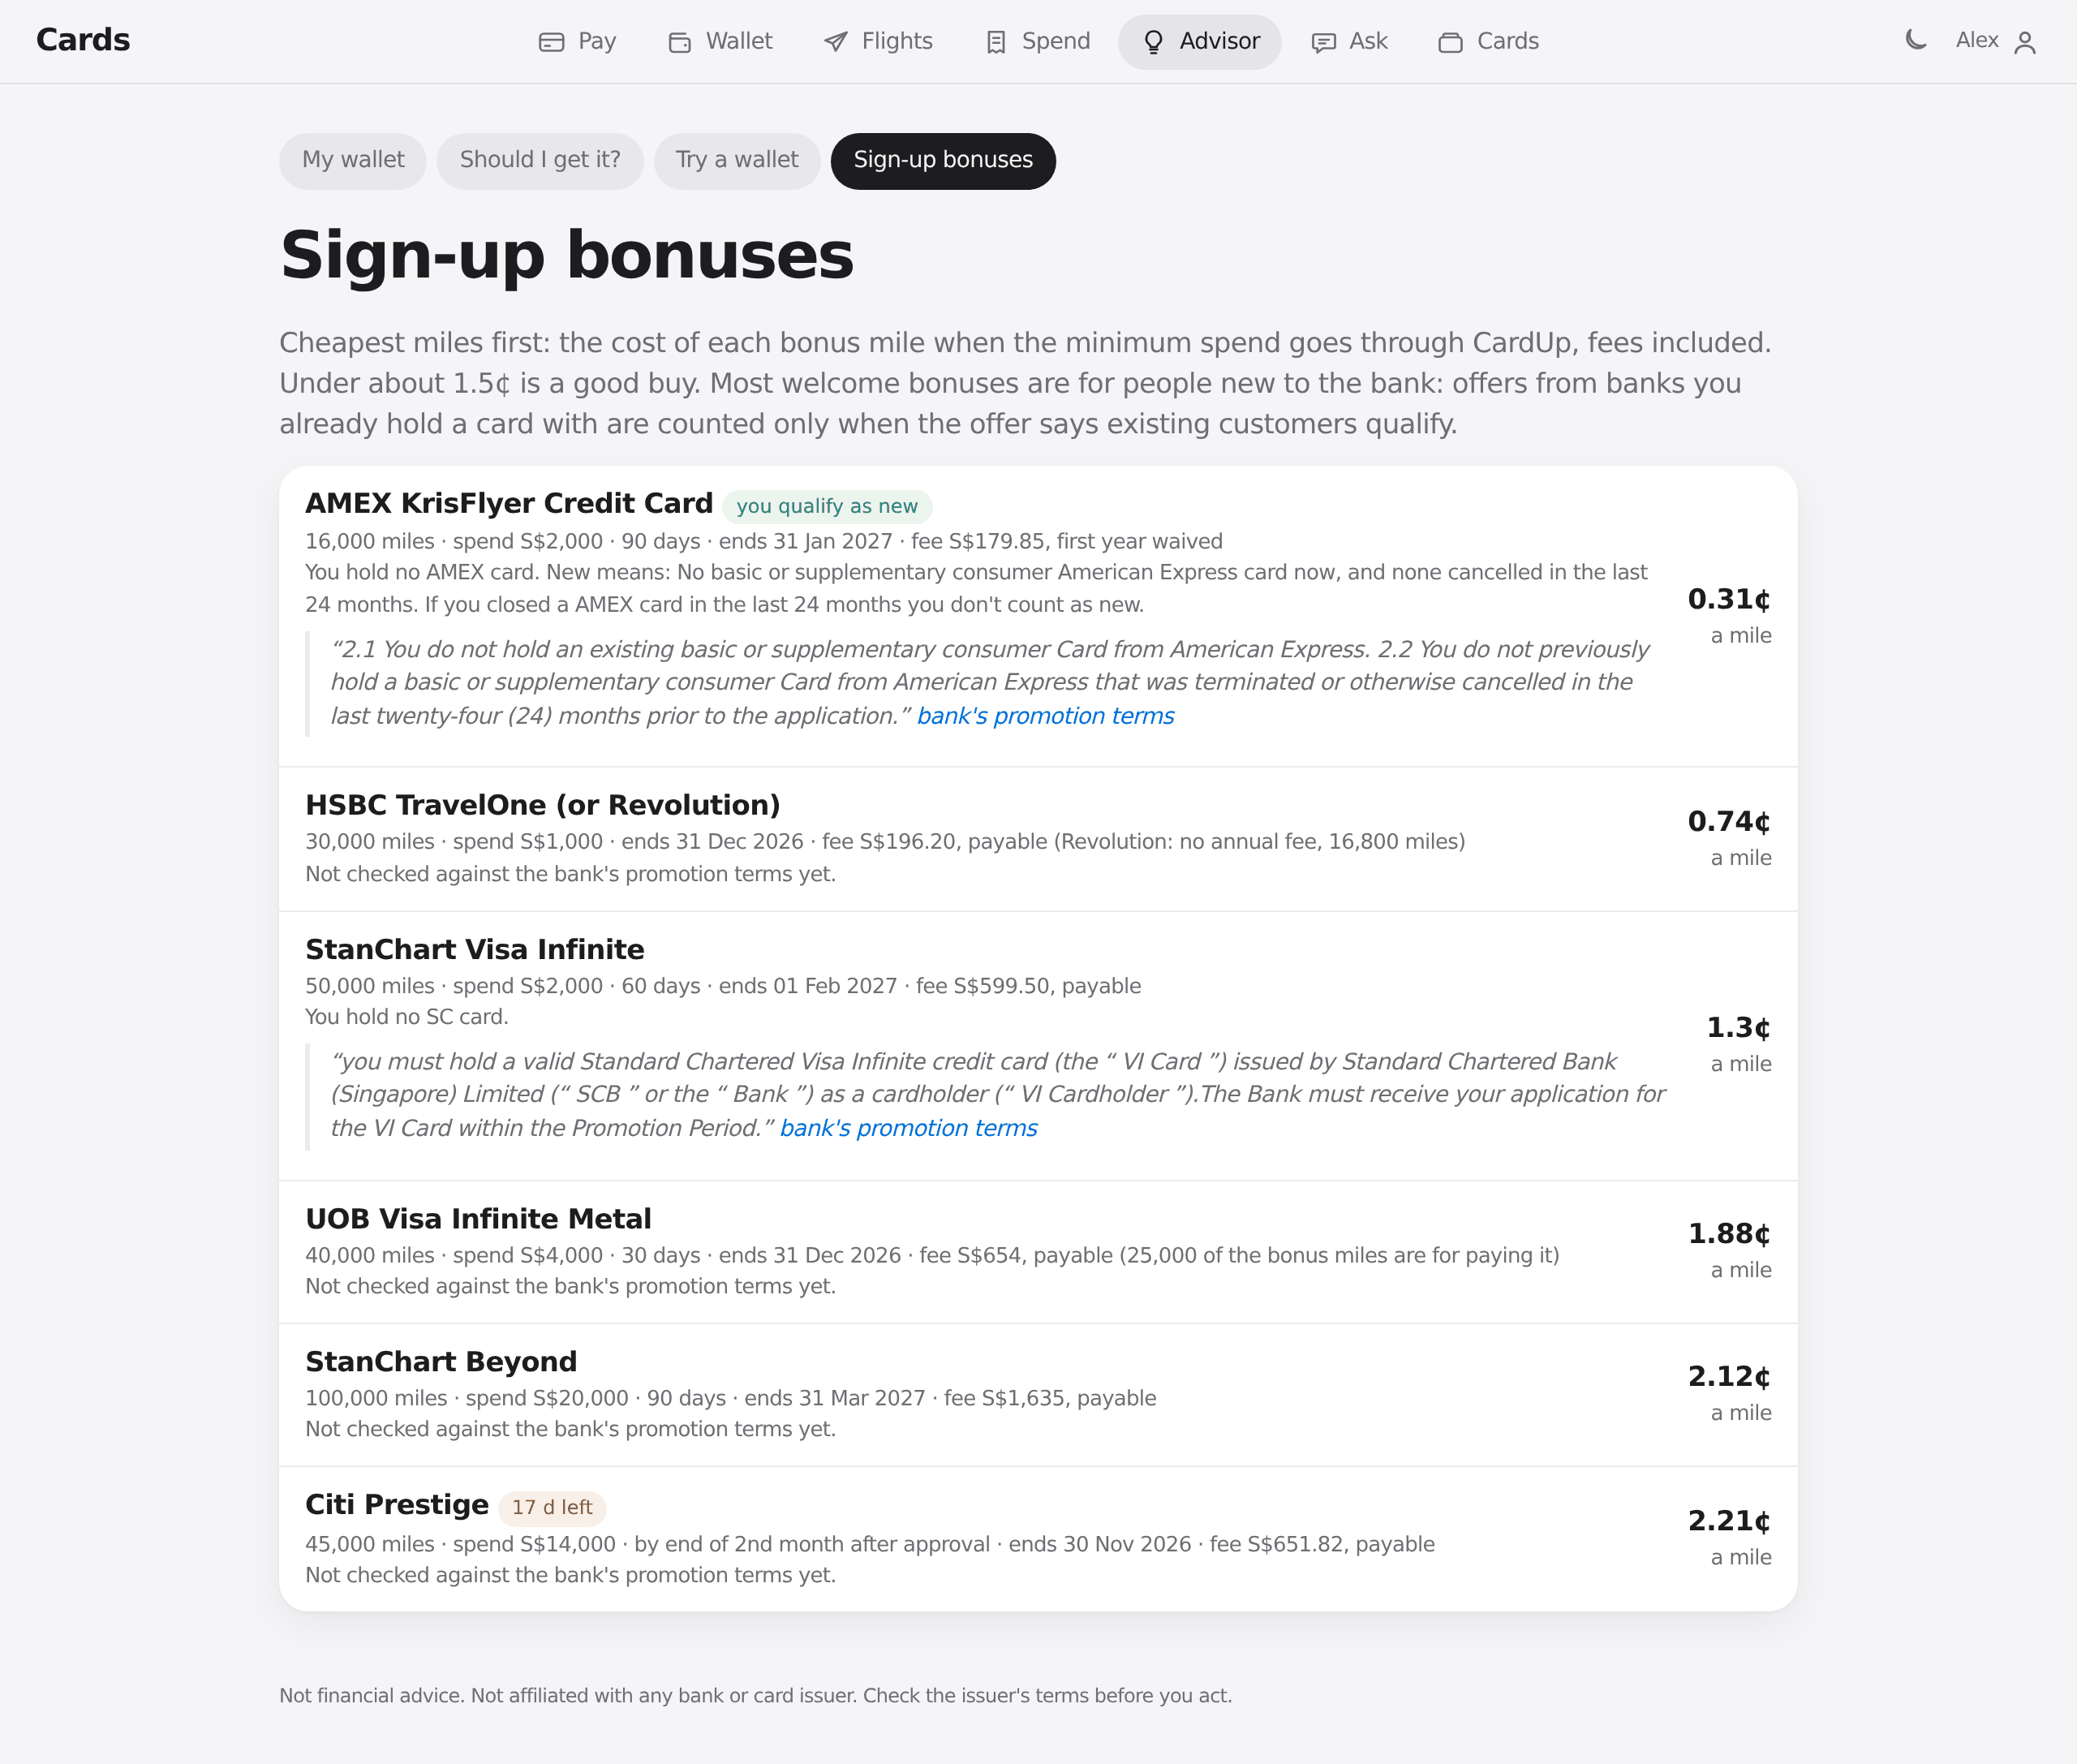 Cards
Pay
Wallet
Flights
Spend
Advisor
Ask
Cards
Alex
My wallet
Should I get it?
Try a wallet
Sign-up bonuses
Sign-up bonuses
Cheapest miles first: the cost of each bonus mile when the minimum spend goes through CardUp, fees included.
Under about 1.5¢ is a good buy. Most welcome bonuses are for people new to the bank: offers from banks you
already hold a card with are counted only when the offer says existing customers qualify.
AMEX KrisFlyer Credit Card you qualify as new
16,000 miles · spend S$2,000 · 90 days · ends 31 Jan 2027 · fee S$179.85, first year waived
You hold no AMEX card. New means: No basic or supplementary consumer American Express card now, and none cancelled in the last
24 months. If you closed a AMEX card in the last 24 months you don't count as new.
“2.1 You do not hold an existing basic or supplementary consumer Card from American Express. 2.2 You do not previously
hold a basic or supplementary consumer Card from American Express that was terminated or otherwise cancelled in the
last twenty-four (24) months prior to the application.” bank's promotion terms
0.31¢
a mile
HSBC TravelOne (or Revolution)
30,000 miles · spend S$1,000 · ends 31 Dec 2026 · fee S$196.20, payable (Revolution: no annual fee, 16,800 miles)
Not checked against the bank's promotion terms yet.
0.74¢
a mile
StanChart Visa Infinite
50,000 miles · spend S$2,000 · 60 days · ends 01 Feb 2027 · fee S$599.50, payable
You hold no SC card.
“you must hold a valid Standard Chartered Visa Infinite credit card (the “ VI Card ”) issued by Standard Chartered Bank
(Singapore) Limited (“ SCB ” or the “ Bank ”) as a cardholder (“ VI Cardholder ”).The Bank must receive your application for
the VI Card within the Promotion Period.” bank's promotion terms
1.3¢
a mile
UOB Visa Infinite Metal
40,000 miles · spend S$4,000 · 30 days · ends 31 Dec 2026 · fee S$654, payable (25,000 of the bonus miles are for paying it)
Not checked against the bank's promotion terms yet.
1.88¢
a mile
StanChart Beyond
100,000 miles · spend S$20,000 · 90 days · ends 31 Mar 2027 · fee S$1,635, payable
Not checked against the bank's promotion terms yet.
2.12¢
a mile
Citi Prestige 17 d left
45,000 miles · spend S$14,000 · by end of 2nd month after approval · ends 30 Nov 2026 · fee S$651.82, payable
Not checked against the bank's promotion terms yet.
2.21¢
a mile
Not financial advice. Not affiliated with any bank or card issuer. Check the issuer's terms before you act.